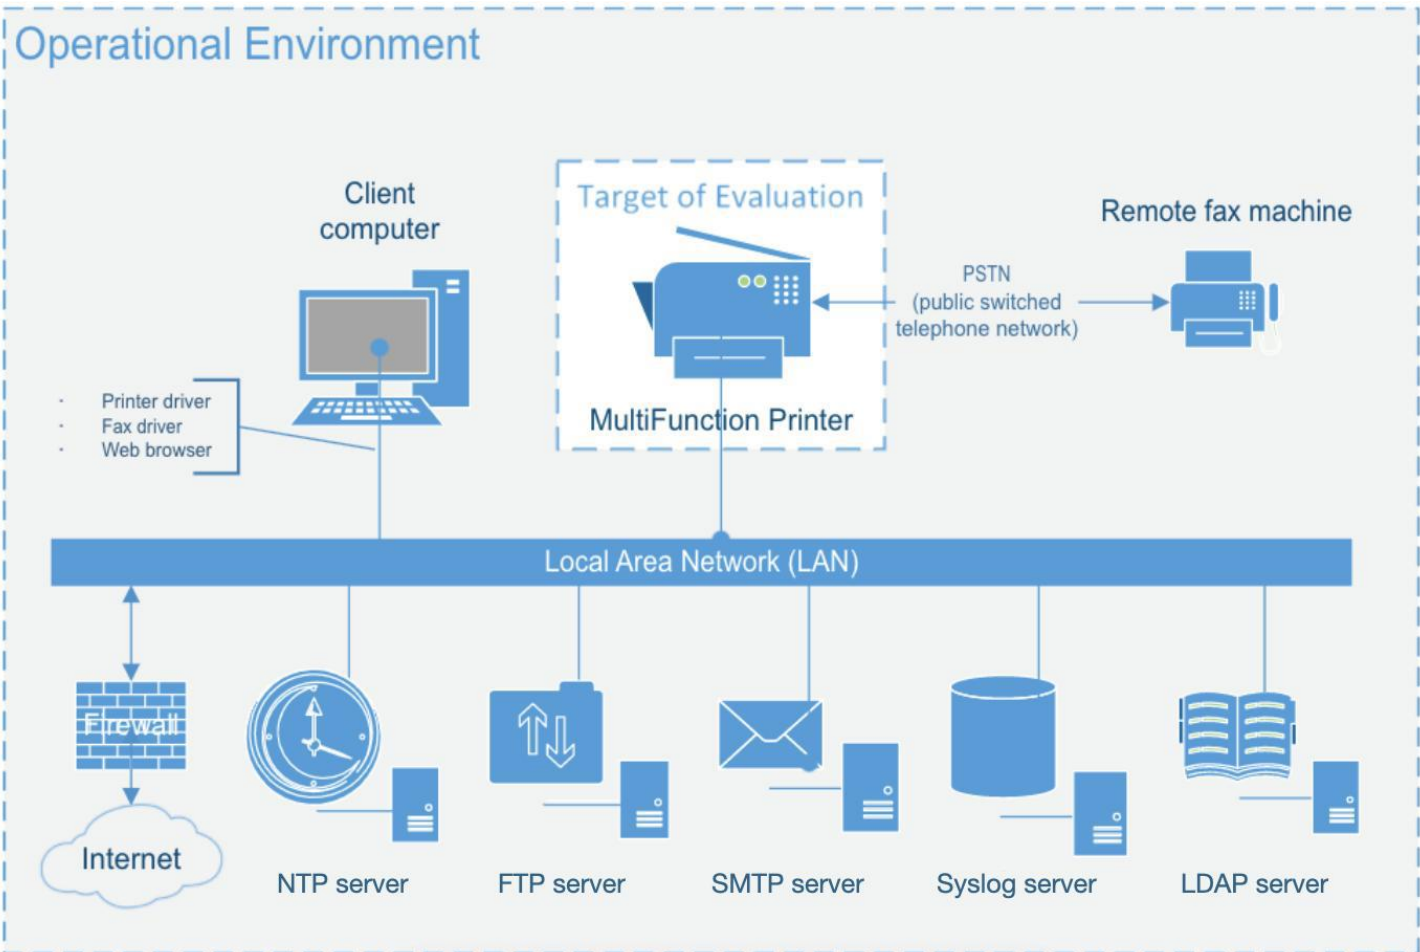 Operational Environment
Client
computer
Target of Evaluation
Remote fax machine
PSTN
(public switched
telephone network)
MultiFunction Printer
- Printer driver
- Fax driver
- Web browser
Local Area Network (LAN)
Firewall
Internet
NTP server
FTP server
SMTP server
Syslog server
LDAP server